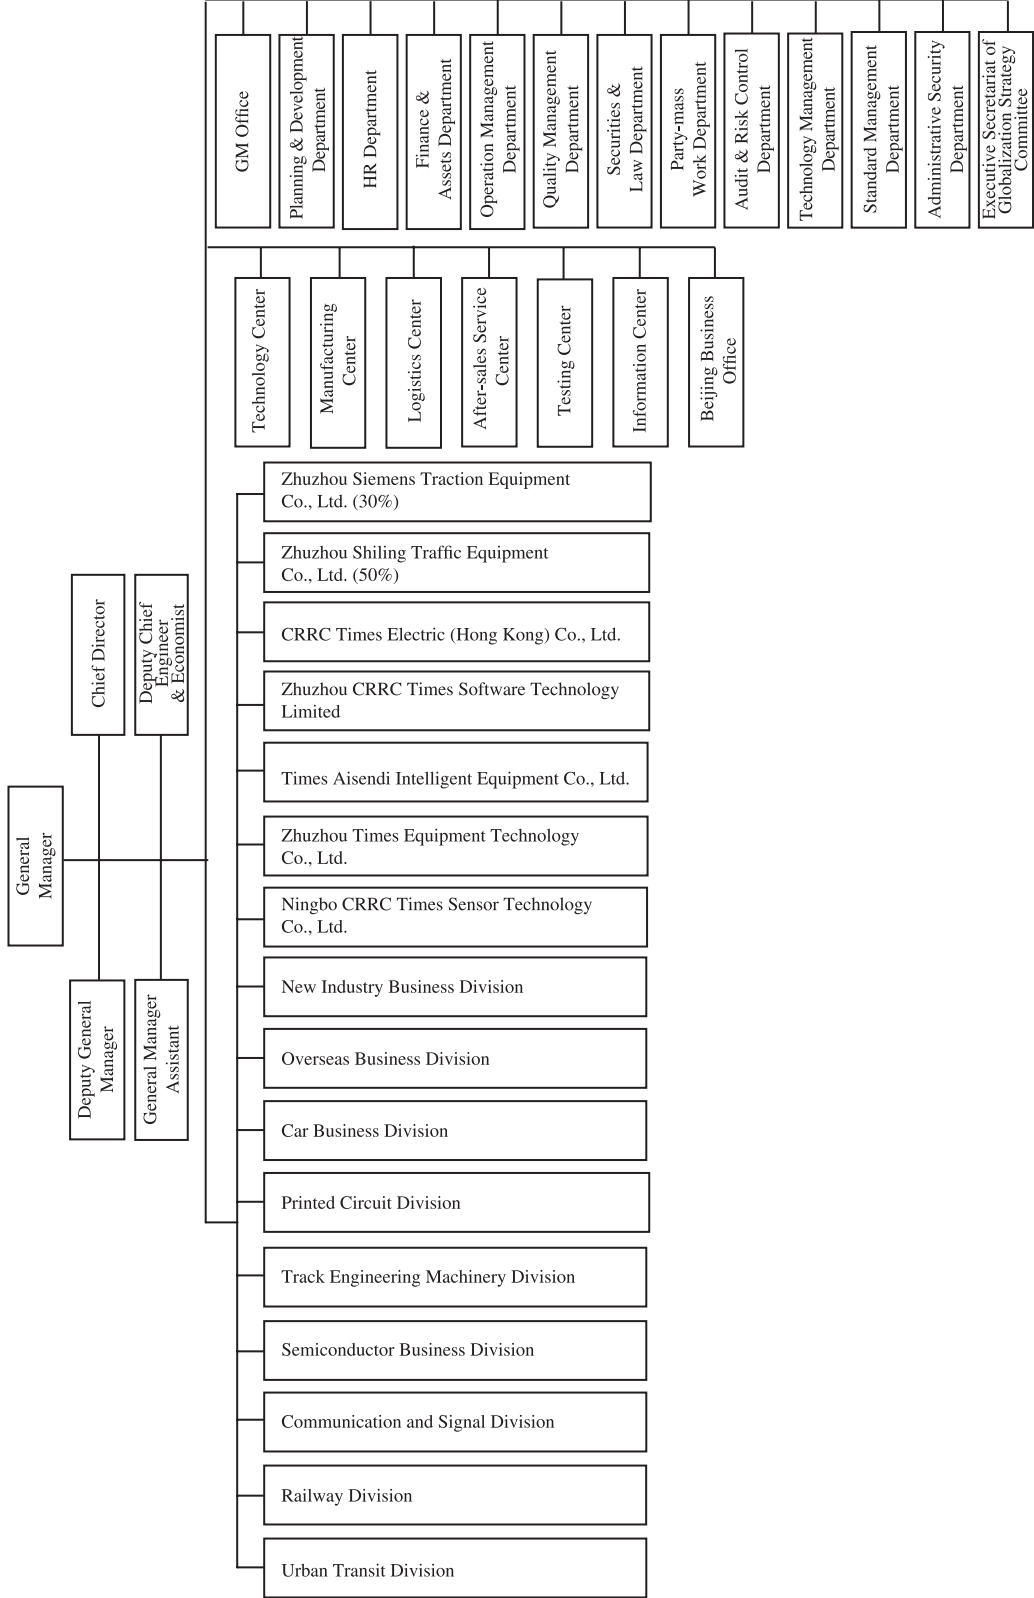 GM Office
Planning & Development
Department
HR Department
Finance &
Assets Department
Operation Management
Department
Quality Management
Department
Securities &
Law Department
Party-mass
Work Department
Audit & Risk Control
Department
Technology Management
Department
Standard Management
Department
Administrative Security
Department
Executive Secretariat of
Globalization Strategy
Committee
Technology Center
Manufacturing
Center
Logistics Center
After-sales Service
Center
Testing Center
Information Center
Beijing Business
Office
Zhuzhou Siemens Traction Equipment
Co., Ltd. (30%)
Zhuzhou Shiling Traffic Equipment
Co., Ltd. (50%)
CRRC Times Electric (Hong Kong) Co., Ltd.
Zhuzhou CRRC Times Software Technology
Limited
Times Aisendi Intelligent Equipment Co., Ltd.
Zhuzhou Times Equipment Technology
Co., Ltd.
Ningbo CRRC Times Sensor Technology
Co., Ltd.
New Industry Business Division
Overseas Business Division
Car Business Division
Printed Circuit Division
Track Engineering Machinery Division
Semiconductor Business Division
Communication and Signal Division
Railway Division
Urban Transit Division
Chief Director
Deputy Chief
Engineer
& Economist
General
Manager
Deputy General
Manager
General Manager
Assistant